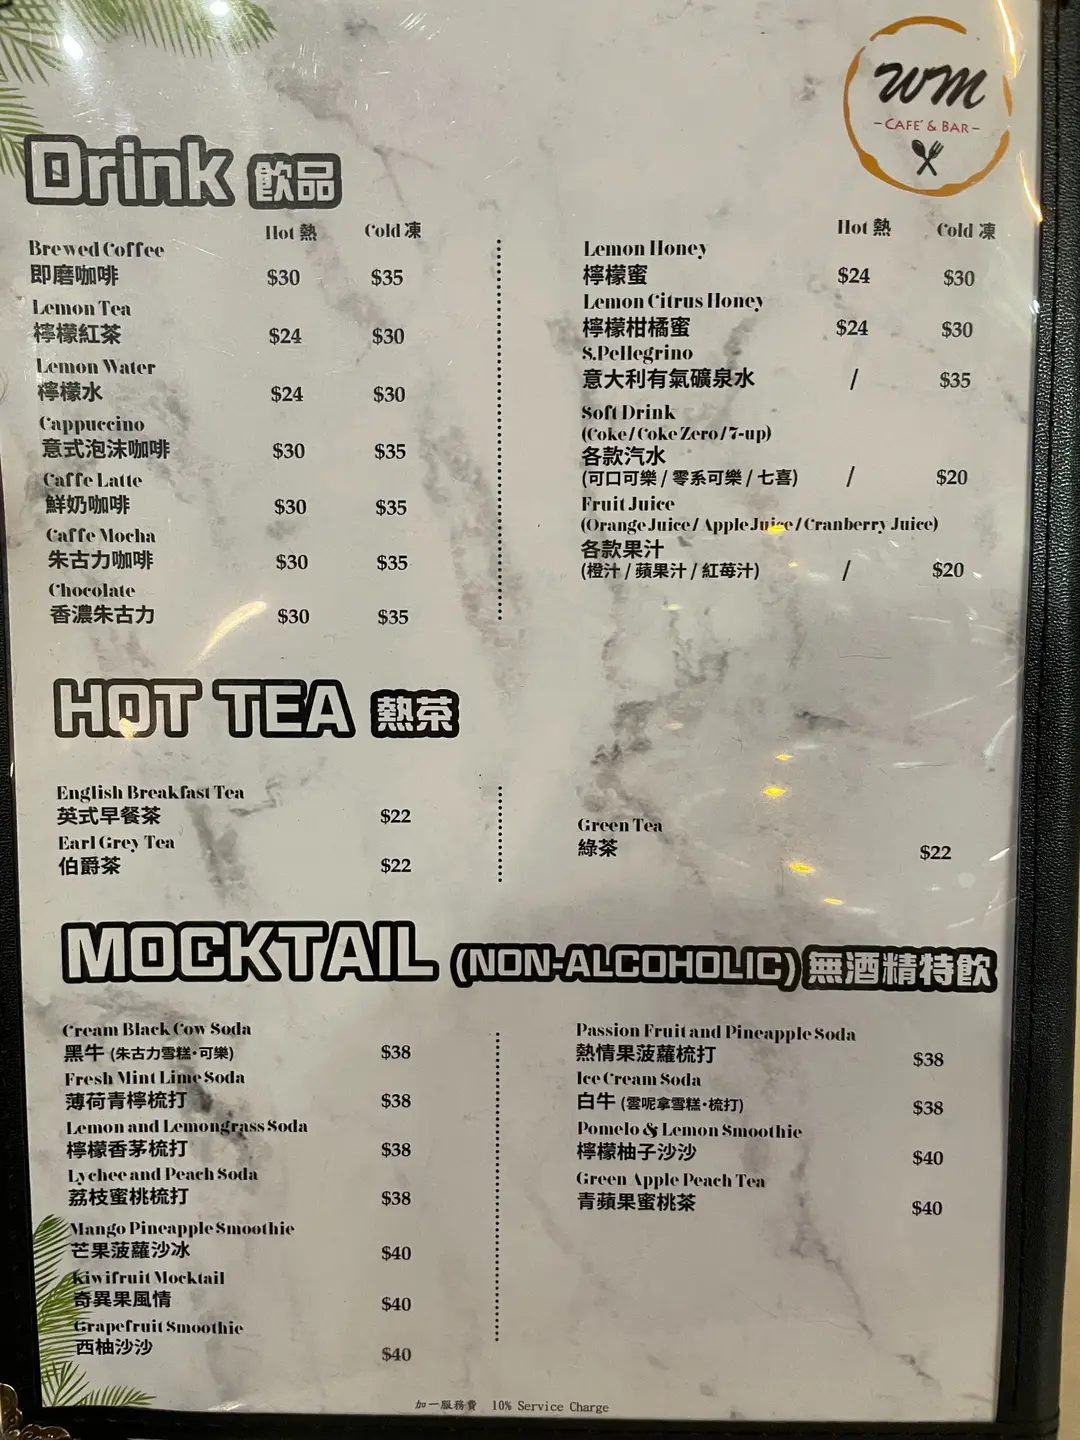 WM
- CAFE' & BAR -
Drink 飲品
Hot 熱 Cold 凍
Brewed Coffee
即磨咖啡 $30 $35
Lemon Tea
檸檬紅茶 $24 $30
Lemon Water
檸檬水 $24 $30
Cappuccino
意式泡沫咖啡 $30 $35
Caffe Latte
鮮奶咖啡 $30 $35
Caffe Mocha
朱古力咖啡 $30 $35
Chocolate
香濃朱古力 $30 $35
Hot 熱 Cold 凍
Lemon Honey
檸檬蜜 $24 $30
Lemon Citrus Honey
檸檬柑橘蜜 $24 $30
S.Pellegrino
意大利有氣礦泉水 / $35
Soft Drink
(Coke / Coke Zero / 7-up)
各款汽水
(可口可樂 / 零系可樂 / 七喜) / $20
Fruit Juice
(Orange Juice / Apple Juice / Cranberry Juice)
各款果汁
(橙汁 / 蘋果汁 / 紅莓汁) / $20
HOT TEA 熱茶
English Breakfast Tea
英式早餐茶 $22
Earl Grey Tea
伯爵茶 $22
Green Tea
綠茶 $22
MOCKTAIL (NON-ALCOHOLIC) 無酒精特飲
Cream Black Cow Soda
黑牛 (朱古力雪糕·可樂) $38
Fresh Mint Lime Soda
薄荷青檸梳打 $38
Lemon and Lemongrass Soda
檸檬香茅梳打 $38
Lychee and Peach Soda
荔枝蜜桃梳打 $38
Mango Pineapple Smoothie
芒果菠蘿沙冰 $40
Kiwifruit Mocktail
奇異果風情 $40
Grapefruit Smoothie
西柚沙沙 $40
Passion Fruit and Pineapple Soda
熱情果菠蘿梳打 $38
Ice Cream Soda
白牛 (雲呢拿雪糕·梳打) $38
Pomelo & Lemon Smoothie
檸檬柚子沙沙 $40
Green Apple Peach Tea
青蘋果蜜桃茶 $40
加一服務費 10% Service Charge